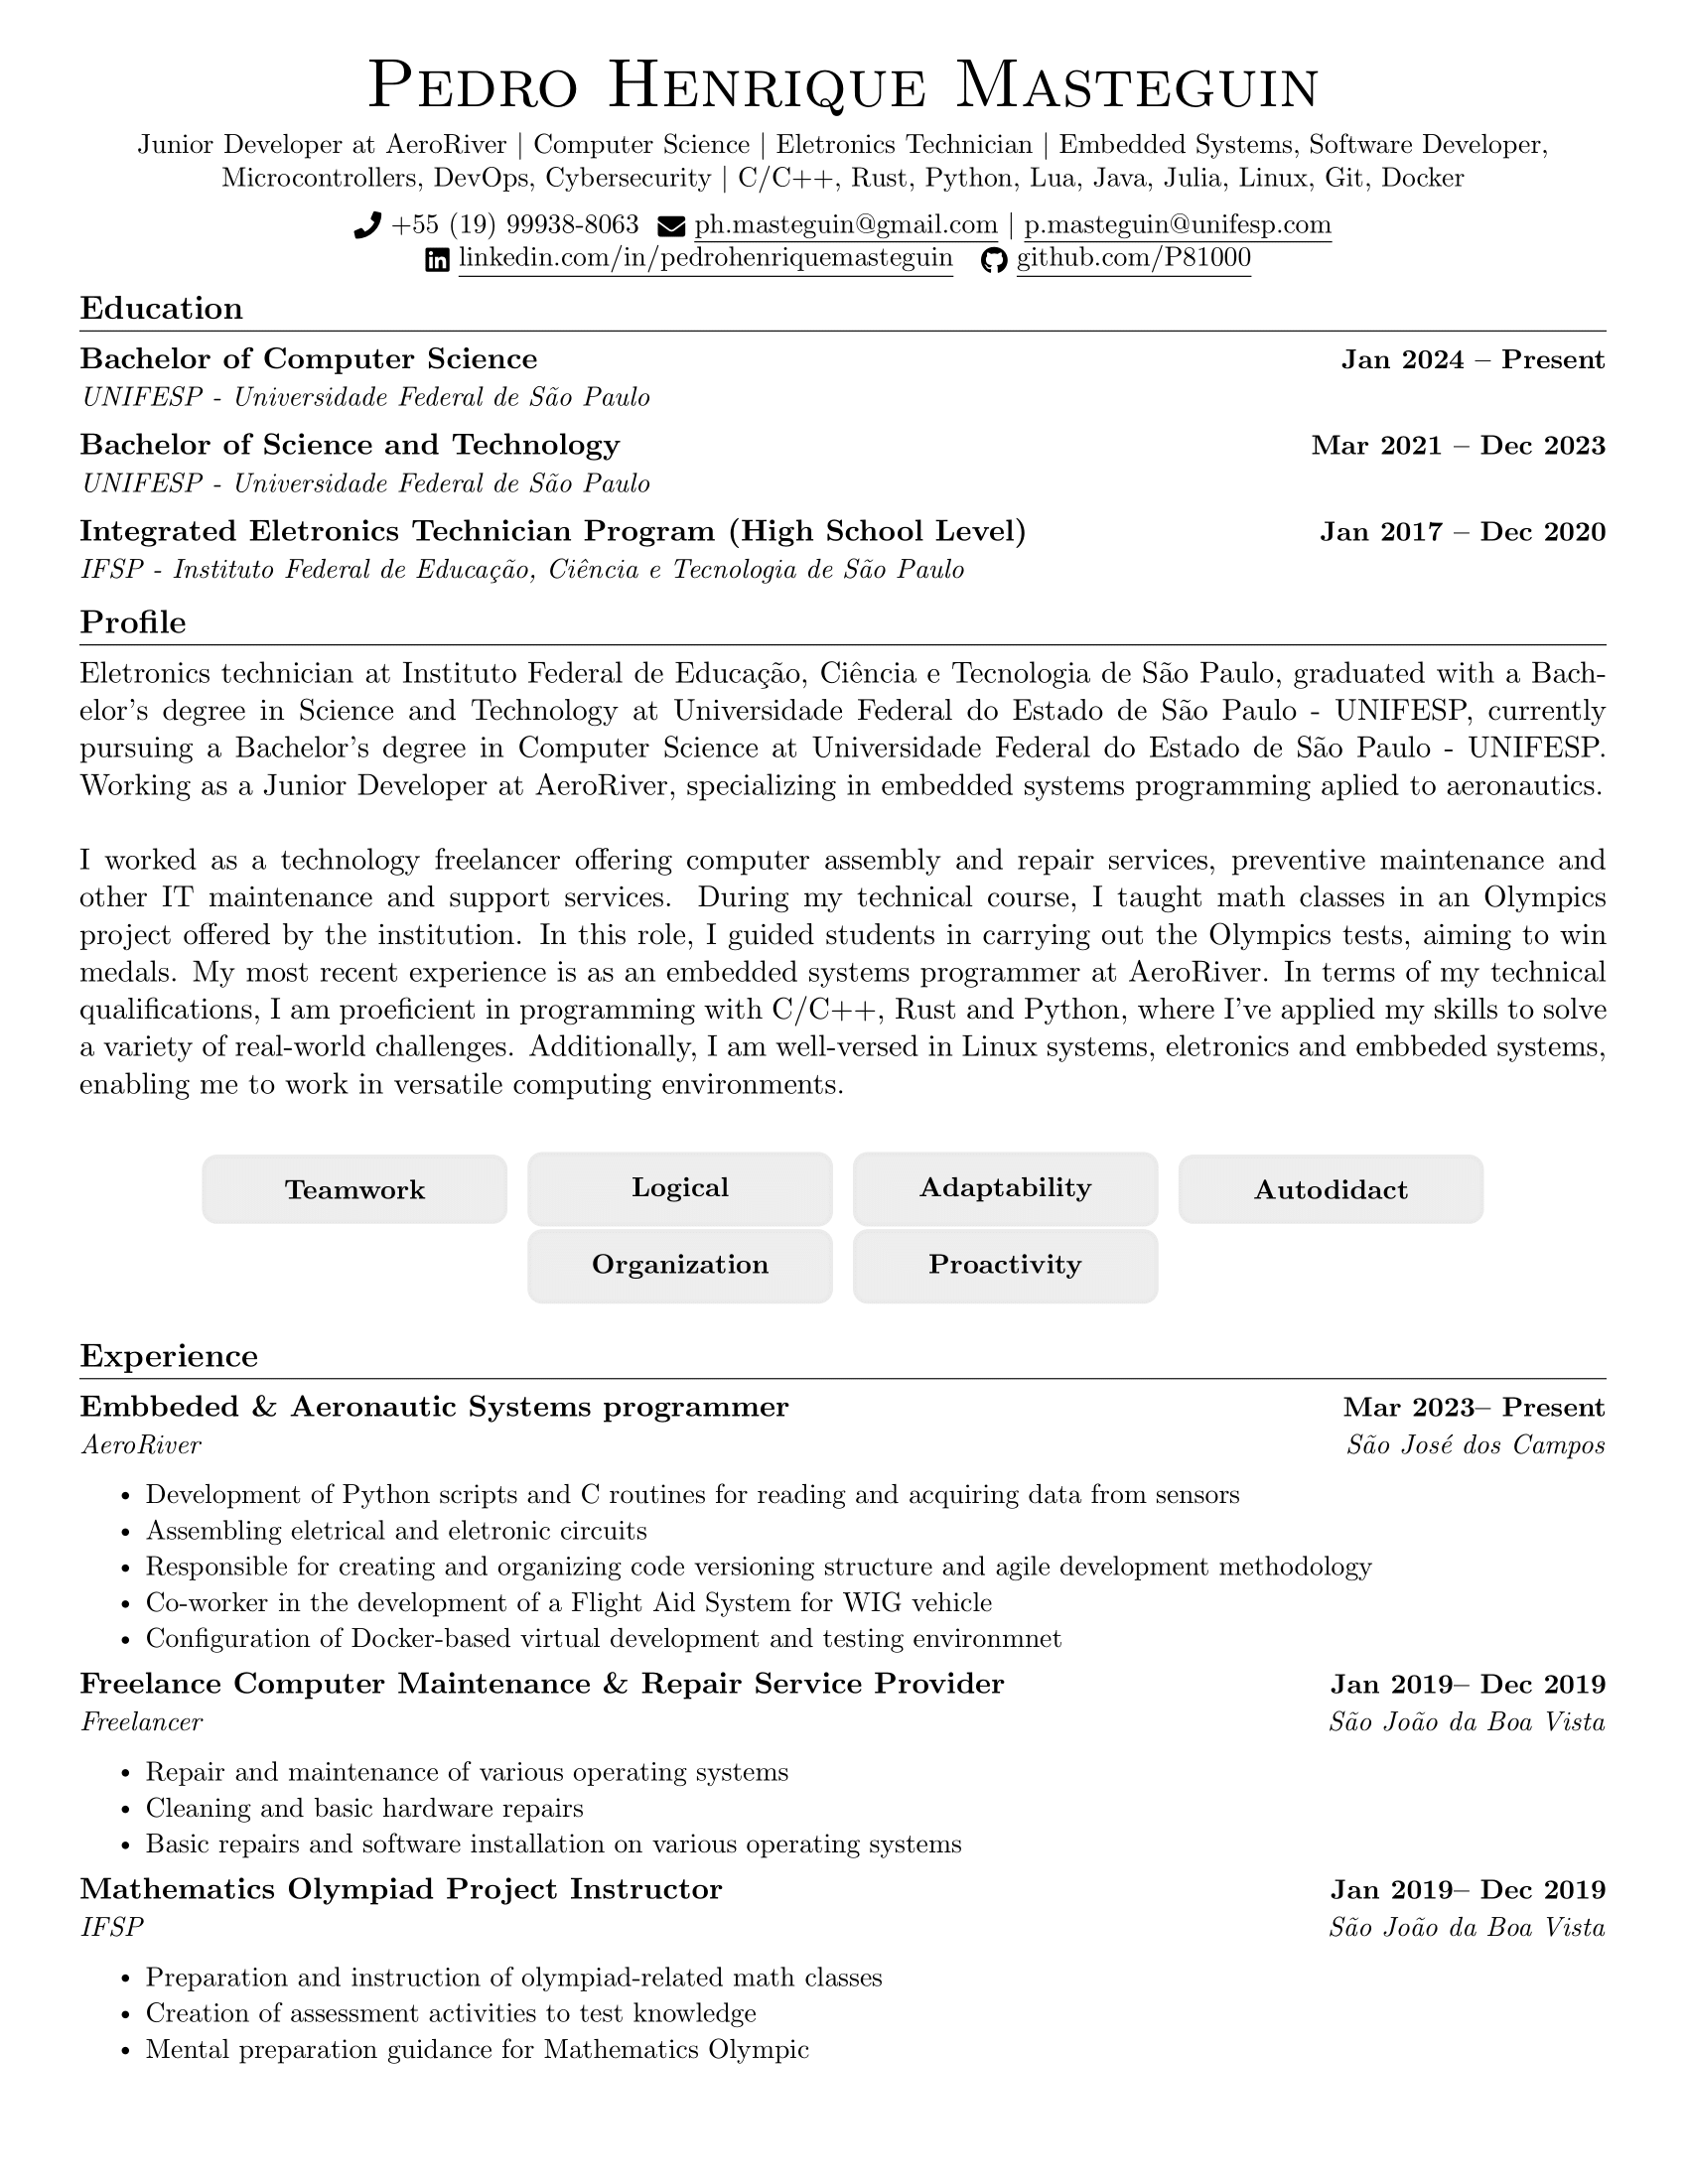 Pedro Henrique Masteguin
Junior Developer at AeroRiver | Computer Science | Eletronics Technician | Embedded Systems, Software Developer,
Microcontrollers, DevOps, Cybersecurity | C/C++, Rust, Python, Lua, Java, Julia, Linux, Git, Docker
+55 (19) 99938-8063 ph.masteguin@gmail.com | p.masteguin@unifesp.com
linkedin.com/in/pedrohenriquemasteguin github.com/P81000
Education
Bachelor of Computer Science Jan 2024 – Present
UNIFESP - Universidade Federal de São Paulo
Bachelor of Science and Technology Mar 2021 – Dec 2023
UNIFESP - Universidade Federal de São Paulo
Integrated Eletronics Technician Program (High School Level) Jan 2017 – Dec 2020
IFSP - Instituto Federal de Educação, Ciência e Tecnologia de São Paulo
Profile
Eletronics technician at Instituto Federal de Educação, Ciência e Tecnologia de São Paulo, graduated with a Bach-
elor's degree in Science and Technology at Universidade Federal do Estado de São Paulo - UNIFESP, currently
pursuing a Bachelor's degree in Computer Science at Universidade Federal do Estado de São Paulo - UNIFESP.
Working as a Junior Developer at AeroRiver, specializing in embedded systems programming aplied to aeronautics.
I worked as a technology freelancer offering computer assembly and repair services, preventive maintenance and
other IT maintenance and support services. During my technical course, I taught math classes in an Olympics
project offered by the institution. In this role, I guided students in carrying out the Olympics tests, aiming to win
medals. My most recent experience is as an embedded systems programmer at AeroRiver. In terms of my technical
qualifications, I am proeficient in programming with C/C++, Rust and Python, where I've applied my skills to solve
a variety of real-world challenges. Additionally, I am well-versed in Linux systems, eletronics and embbeded systems,
enabling me to work in versatile computing environments.
Teamwork Logical Adaptability Autodidact
Organization Proactivity
Experience
Embbeded & Aeronautic Systems programmer Mar 2023– Present
AeroRiver São José dos Campos
• Development of Python scripts and C routines for reading and acquiring data from sensors
• Assembling eletrical and eletronic circuits
• Responsible for creating and organizing code versioning structure and agile development methodology
• Co-worker in the development of a Flight Aid System for WIG vehicle
• Configuration of Docker-based virtual development and testing environmnet
Freelance Computer Maintenance & Repair Service Provider Jan 2019– Dec 2019
Freelancer São João da Boa Vista
• Repair and maintenance of various operating systems
• Cleaning and basic hardware repairs
• Basic repairs and software installation on various operating systems
Mathematics Olympiad Project Instructor Jan 2019– Dec 2019
IFSP São João da Boa Vista
• Preparation and instruction of olympiad-related math classes
• Creation of assessment activities to test knowledge
• Mental preparation guidance for Mathematics Olympic